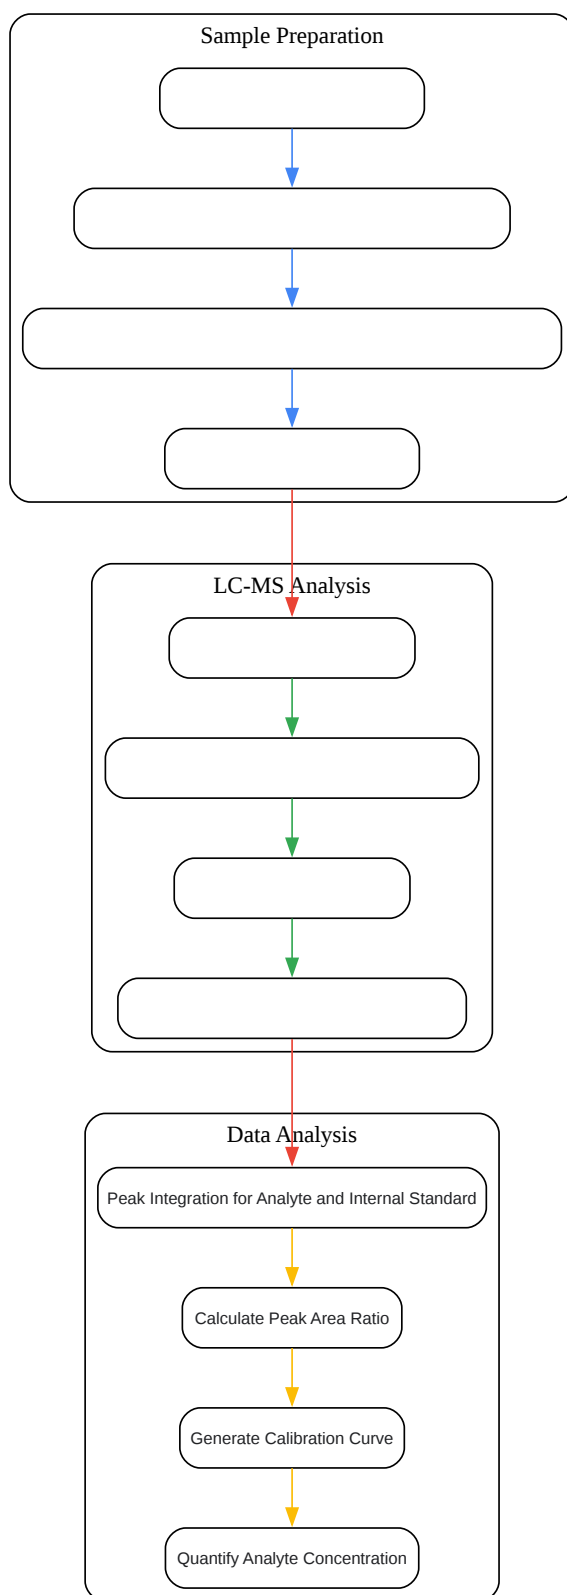 Sample Preparation
LC-MS Analysis
Data Analysis
Peak Integration for Analyte and Internal Standard
Calculate Peak Area Ratio
Generate Calibration Curve
Quantify Analyte Concentration